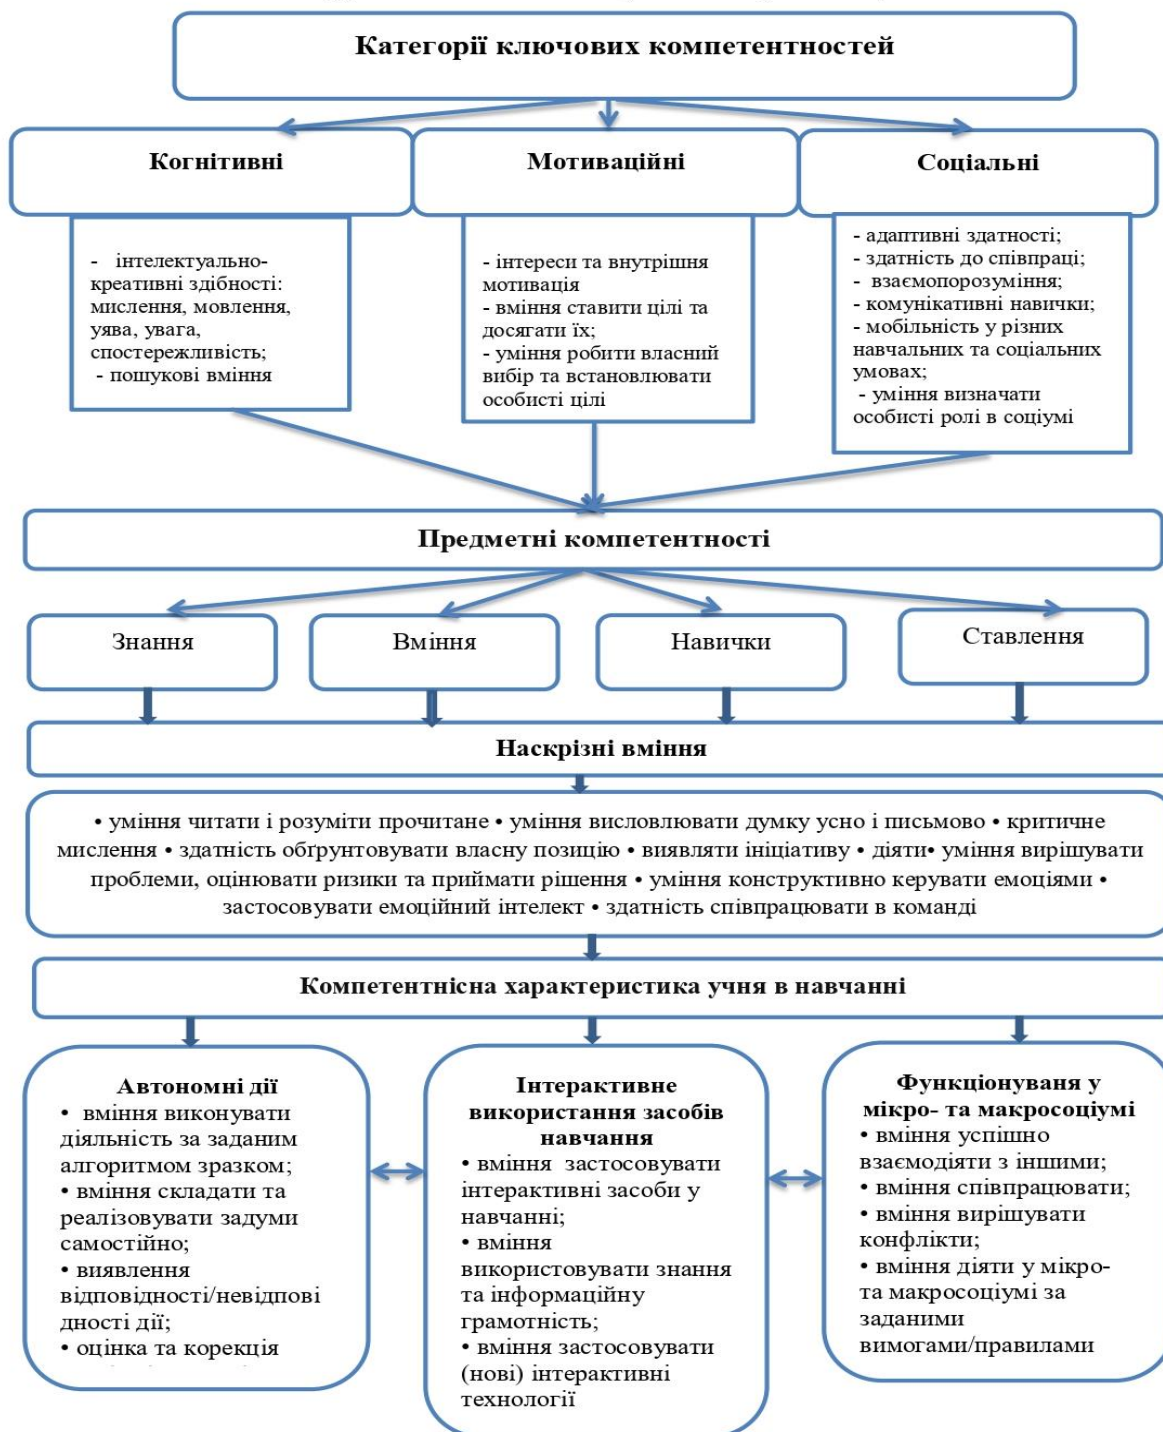 Категорії ключових компетентностей
Когнітивні
Мотиваційні
Соціальні
- інтелектуально-
креативні здібності:
мислення, мовлення,
уява, увага,
спостережливість;
- пошукові вміння
- інтереси та внутрішня
мотивація
- вміння ставити цілі та
досягати їх;
- уміння робити власний
вибір та встановлювати
особисті цілі
- адаптивні здатності;
- здатність до співпраці;
- взаємопорозуміння;
- комунікативні навички;
- мобільність у різних
навчальних та соціальних
умовах;
- уміння визначати
особисті ролі в соціумі
Предметні компетентності
Знання
Вміння
Навички
Ставлення
Наскрізні вміння
• уміння читати і розуміти прочитане • уміння висловлювати думку усно і письмово • критичне
мислення • здатність обґрунтовувати власну позицію • виявляти ініціативу • діяти• уміння вирішувати
проблеми, оцінювати ризики та приймати рішення • уміння конструктивно керувати емоціями •
застосовувати емоційний інтелект • здатність співпрацювати в команді
Компетентнісна характеристика учня в навчанні
Автономні дії
• вміння виконувати
діяльність за заданим
алгоритмом зразком;
• вміння складати та
реалізовувати задуми
самостійно;
• виявлення
відповідності/невідпові
дності дії;
• оцінка та корекція
Інтерактивне
використання засобів
навчання
• вміння застосовувати
інтерактивні засоби у
навчанні;
• вміння
використовувати знання
та інформаційну
грамотність;
• вміння застосовувати
(нові) інтерактивні
технології
Функціонуваня у
мікро- та макросоціумі
• вміння успішно
взаємодіяти з іншими;
• вміння співпрацювати;
• вміння вирішувати
конфлікти;
• вміння діяти у мікро-
та макросоціумі за
заданими
вимогами/правилами